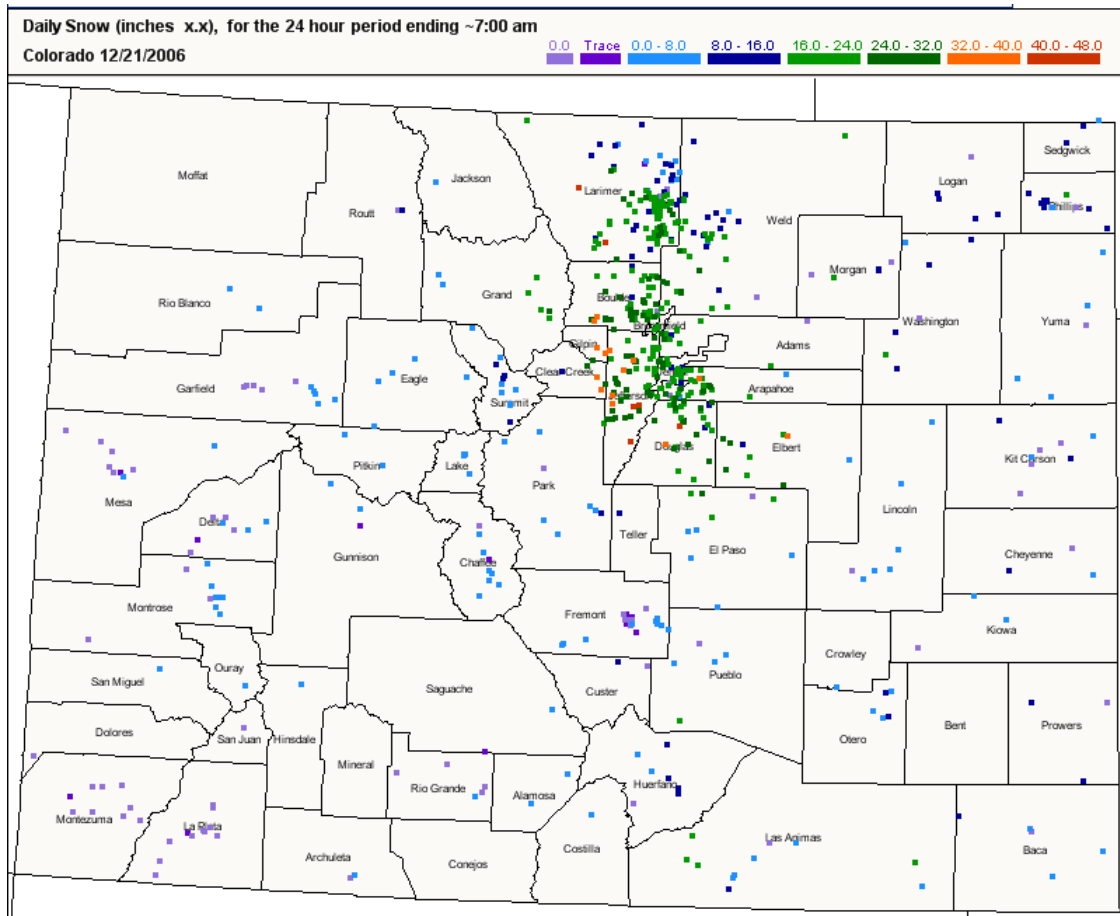 Daily Snow (inches x.x), for the 24 hour period ending ~7:00 am
Colorado 12/21/2006
0.0 Trace 0.0 - 8.0 8.0 - 16.0 16.0 - 24.0 24.0 - 32.0 32.0 - 40.0 40.0 - 48.0
Sedgwick
Moffat
Jackson
Logan
Larimer
Routt
Phillips
Weld
Morgan
Grand
Rio Blanco
Washington
Yuma
Gilpin
Adams
Clear Creek
Eagle
Garfield
Arapahoe
Summit
Douglas
Elbert
Kit Carson
Pitkin
Lake
Park
Mesa
Lincoln
Delta
Teller
El Paso
Gunnison
Cheyenne
Chaffee
Montrose
Fremont
Kiowa
Crowley
Ouray
Pueblo
San Miguel
Saguache
Custer
Bent
Prowers
Dolores
San Juan
Hinsdale
Otero
Mineral
Huerfano
Rio Grande
Alamosa
Montezuma
La Plata
Las Animas
Costilla
Baca
Archuleta
Conejos